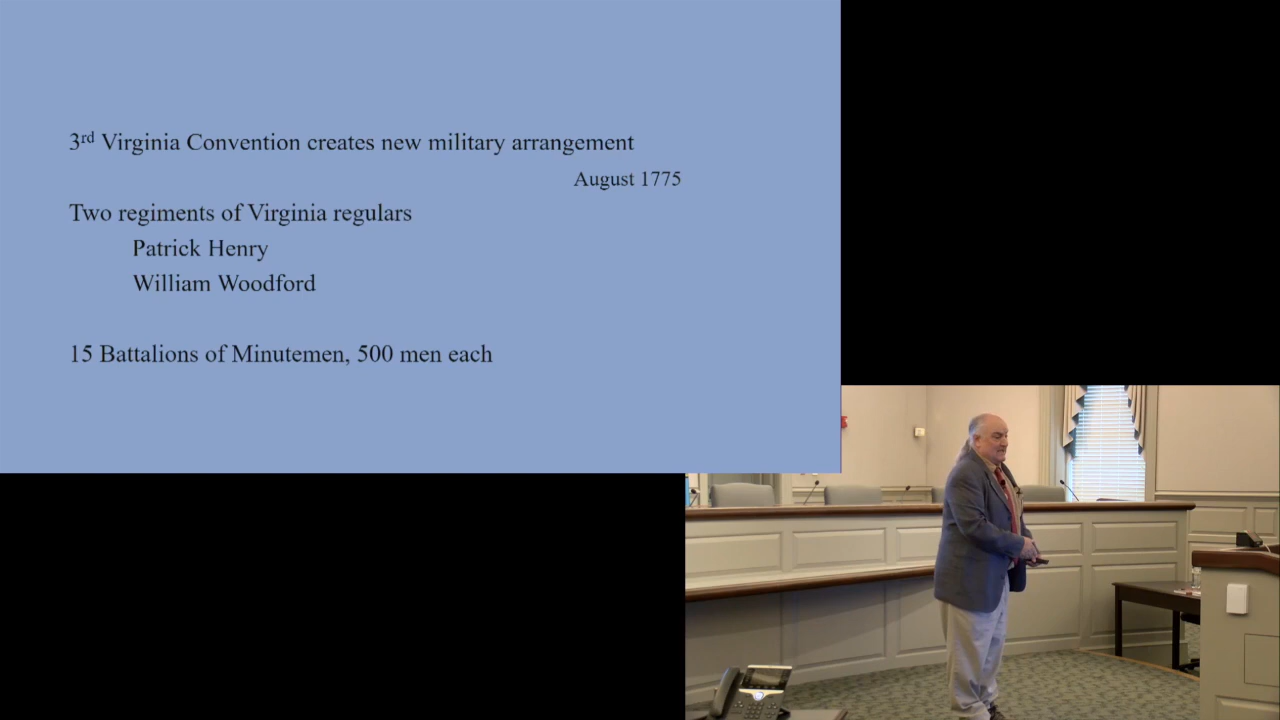 3rd Virginia Convention creates new military arrangement
August 1775
Two regiments of Virginia regulars
Patrick Henry
William Woodford
15 Battalions of Minutemen, 500 men each